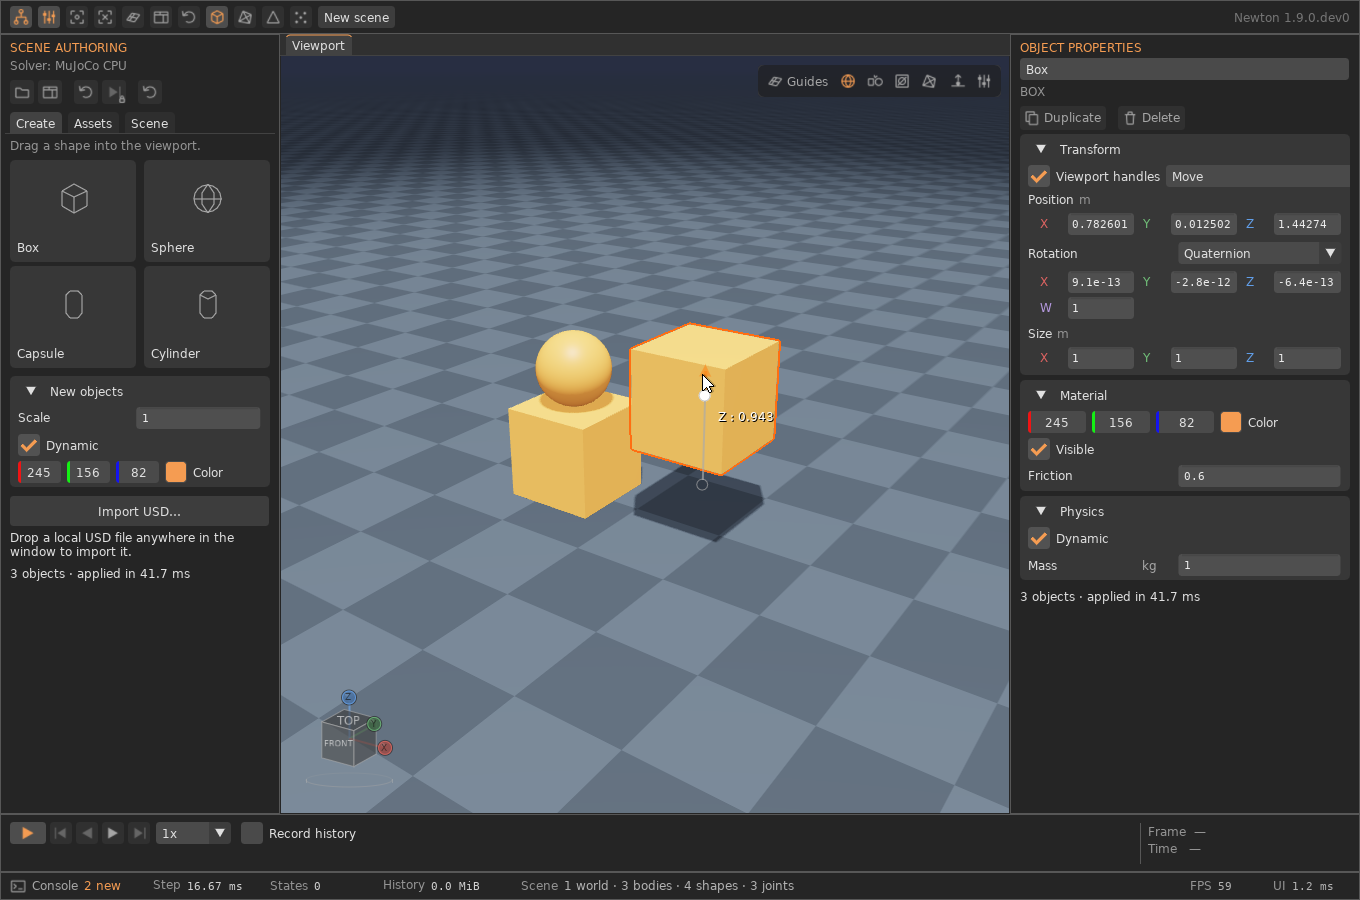 New scene
Newton 1.9.0.dev0
SCENE AUTHORING
Solver: MuJoCo CPU
Create Assets Scene
Drag a shape into the viewport.
Box Sphere
Capsule Cylinder
New objects
Scale 1
Dynamic
245 156 82 Color
Import USD...
Drop a local USD file anywhere in the
window to import it.
3 objects · applied in 41.7 ms
Viewport
Guides
Z : 0.943
Z
TOP
Y
FRONT
X
OBJECT PROPERTIES
Box
BOX
Duplicate Delete
Transform
Viewport handles Move
Position m
X 0.782601 Y 0.012502 Z 1.44274
Rotation Quaternion
X 9.1e-13 Y -2.8e-12 Z -6.4e-13
W 1
Size m
X 1 Y 1 Z 1
Material
245 156 82 Color
Visible
Friction 0.6
Physics
Dynamic
Mass kg 1
3 objects · applied in 41.7 ms
1x Record history
Frame —
Time —
Console 2 new Step 16.67 ms States 0 History 0.0 MiB Scene 1 world · 3 bodies · 4 shapes · 3 joints FPS 59 UI 1.2 ms